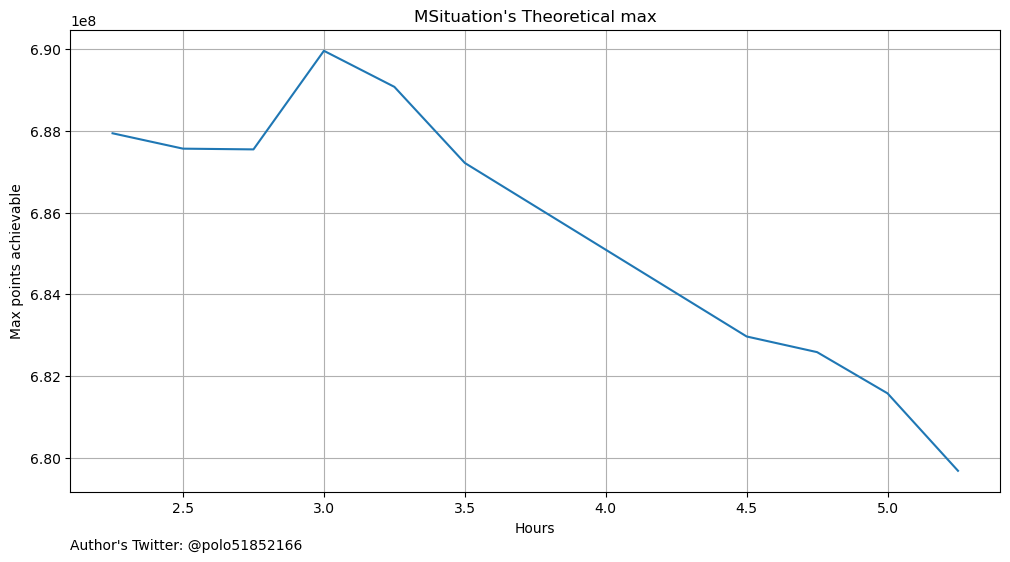 MSituation's Theoretical max
1e8
6.90
6.88
6.86
6.84
6.82
6.80
Max points achievable
2.5 3.0 3.5 4.0 4.5 5.0
Hours
Author's Twitter: @polo51852166